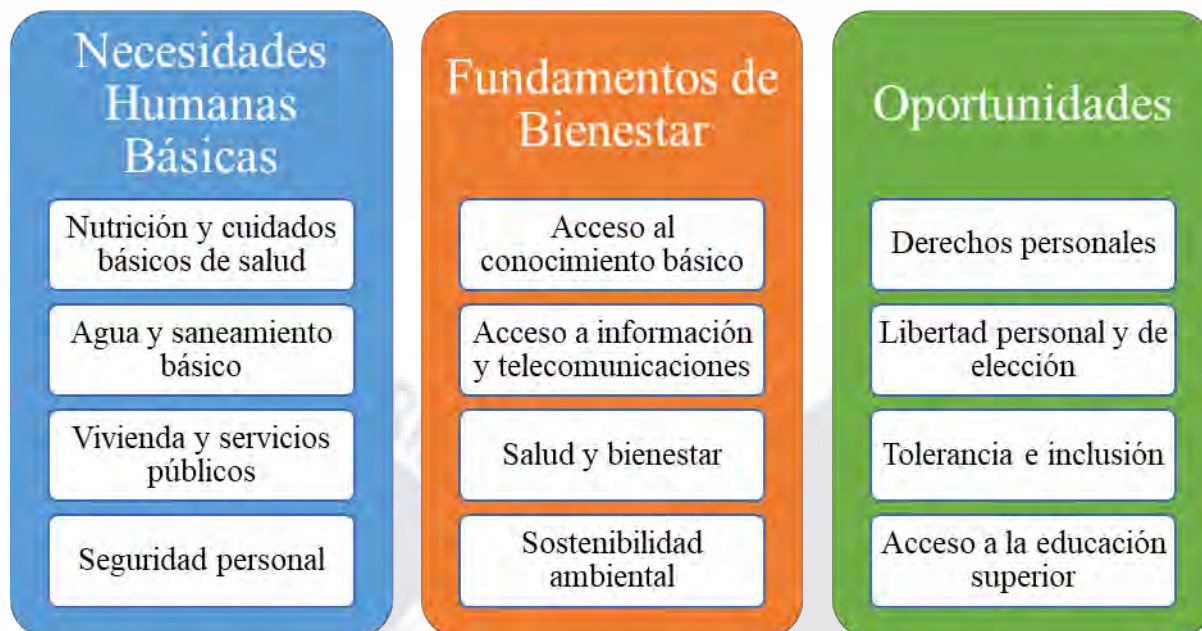 Necesidades
Humanas
Básicas
Nutrición y cuidados
básicos de salud
Agua y saneamiento
básico
Vivienda y servicios
públicos
Seguridad personal
Fundamentos de
Bienestar
Acceso al
conocimiento básico
Acceso a información
y telecomunicaciones
Salud y bienestar
Sostenibilidad
ambiental
Oportunidades
Derechos personales
Libertad personal y de
elección
Tolerancia e inclusión
Acceso a la educación
superior